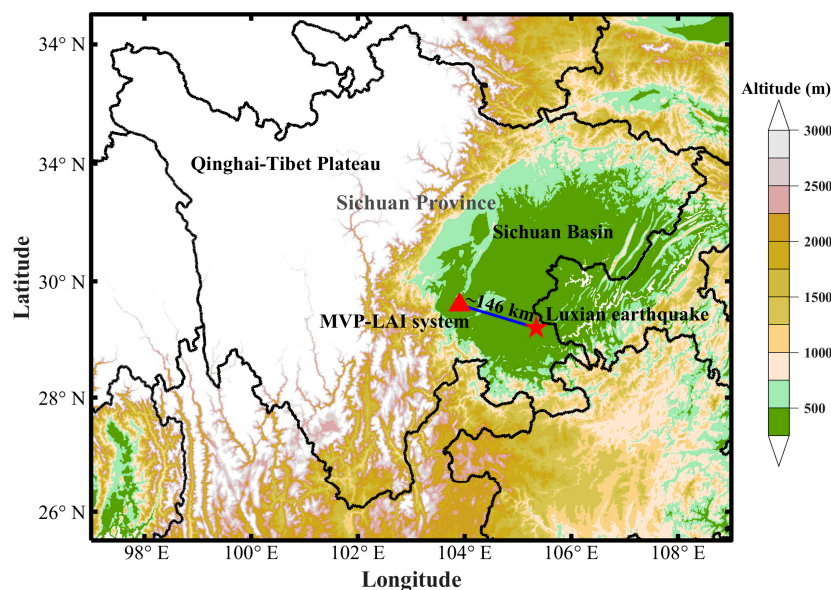 34° N
Altitude (m)
3000
34° N
Qinghai-Tibet Plateau
2500
Sichuan Province
Sichuan Basin
2000
30° N
1500
~146 km
Luxian earthquake
MVP-LAI system
Latitude
1000
28° N
500
26° N
98° E
100° E
102° E
104° E
106° E
108° E
Longitude